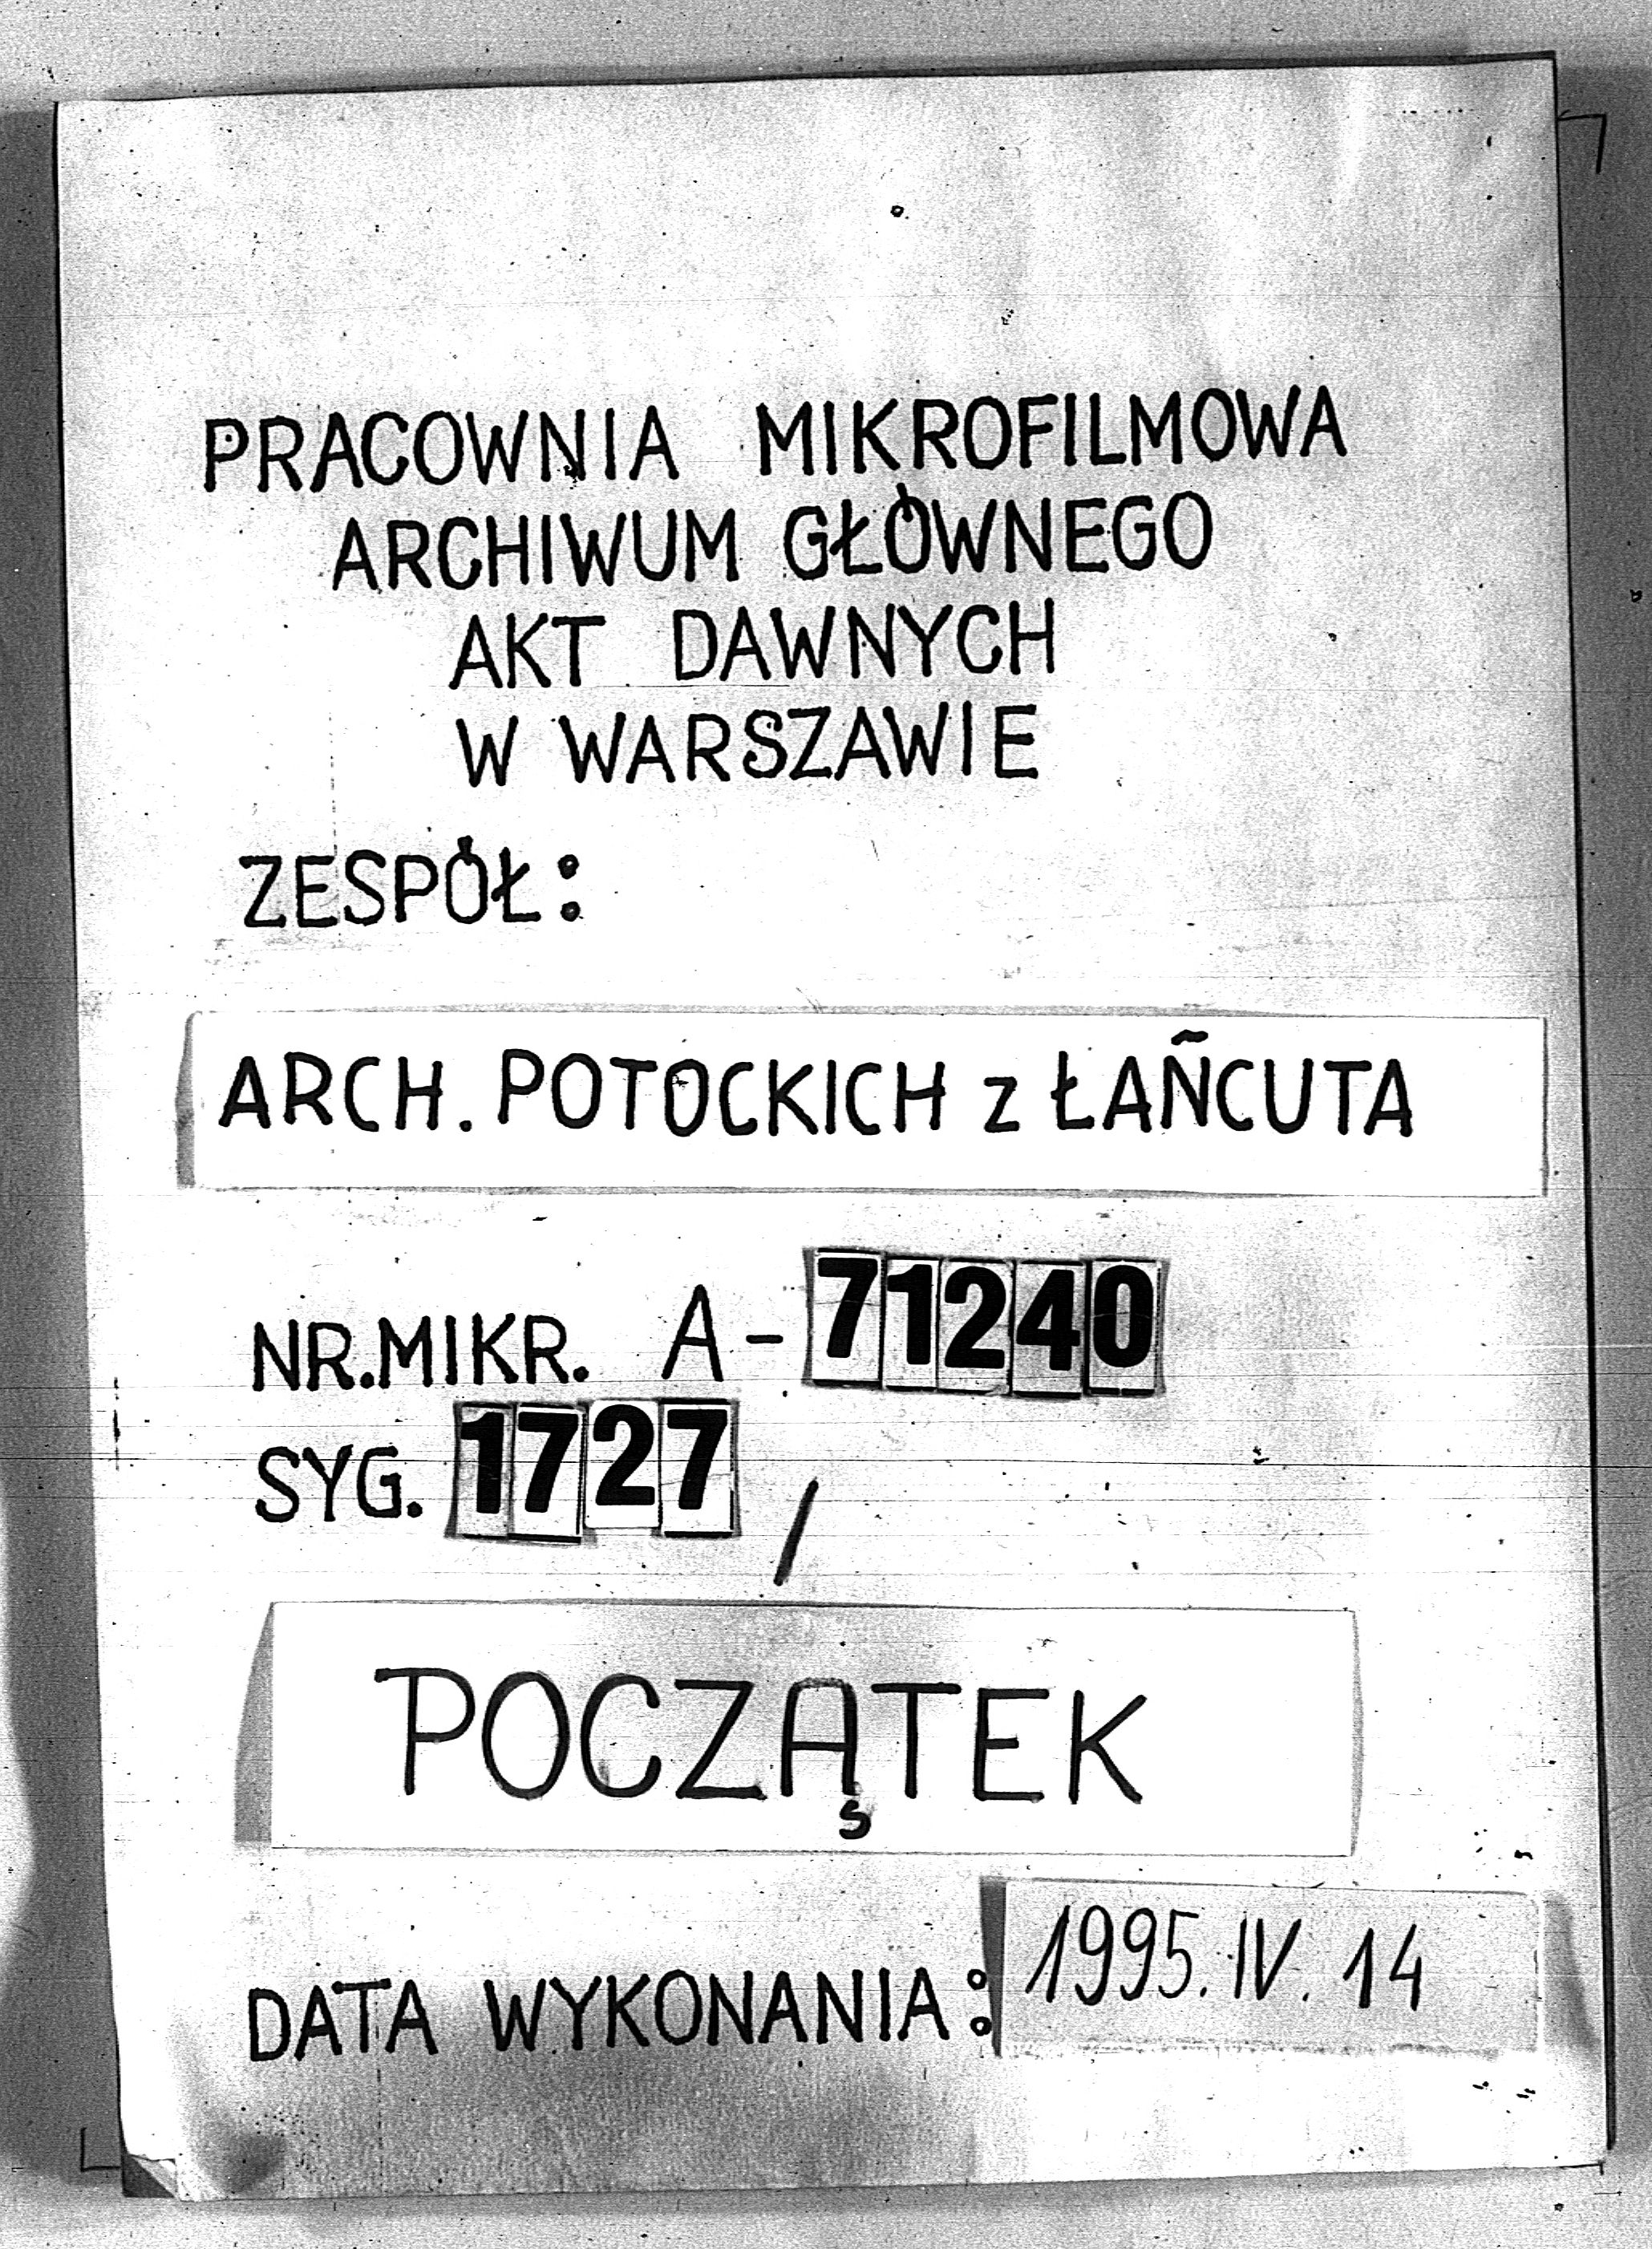 PRACOWNIA MIKROFILMOWA
ARCHIWUM GŁÓWNEGO
AKT DAWNYCH
W WARSZAWIE
ZESPÓŁ:
ARCH. POTOCKICH z ŁAŃCUTA
NR.MIKR. A-71240
SYG. 1727/
POCZĄTEK
DATA WYKONANIA: 1995.IV.14